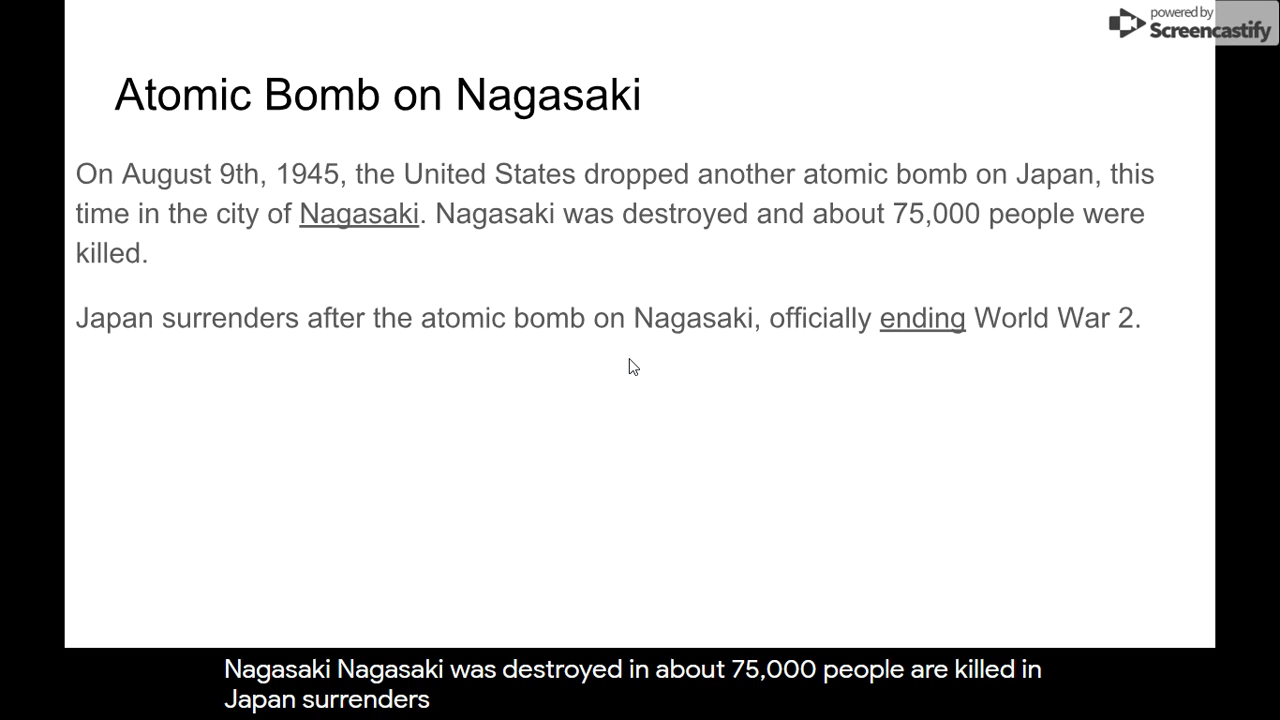 powered by
Screencastify
Atomic Bomb on Nagasaki
On August 9th, 1945, the United States dropped another atomic bomb on Japan, this
time in the city of Nagasaki. Nagasaki was destroyed and about 75,000 people were
killed.
Japan surrenders after the atomic bomb on Nagasaki, officially ending World War 2.
Nagasaki Nagasaki was destroyed in about 75,000 people are killed in
Japan surrenders